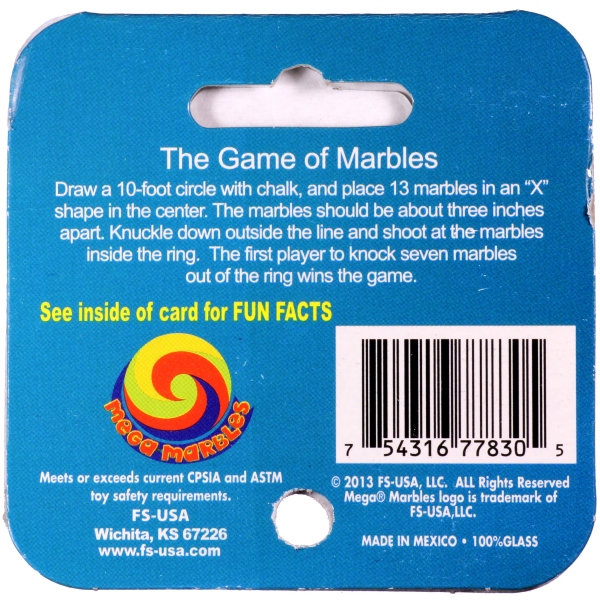 The Game of Marbles
Draw a 10-foot circle with chalk, and place 13 marbles in an “X”
shape in the center. The marbles should be about three inches
apart. Knuckle down outside the line and shoot at the marbles
inside the ring. The first player to knock seven marbles
out of the ring wins the game.
See inside of card for FUN FACTS
MEGA MARBLES
Meets or exceeds current CPSIA and ASTM
toy safety requirements.
FS-USA
Wichita, KS 67226
www.fs-usa.com
7 54316 77830 5
© 2013 FS-USA, LLC. ALL Rights Reserved
Mega® Marbles logo is trademark of
FS-USA,LLC.
MADE IN MEXICO • 100%GLASS